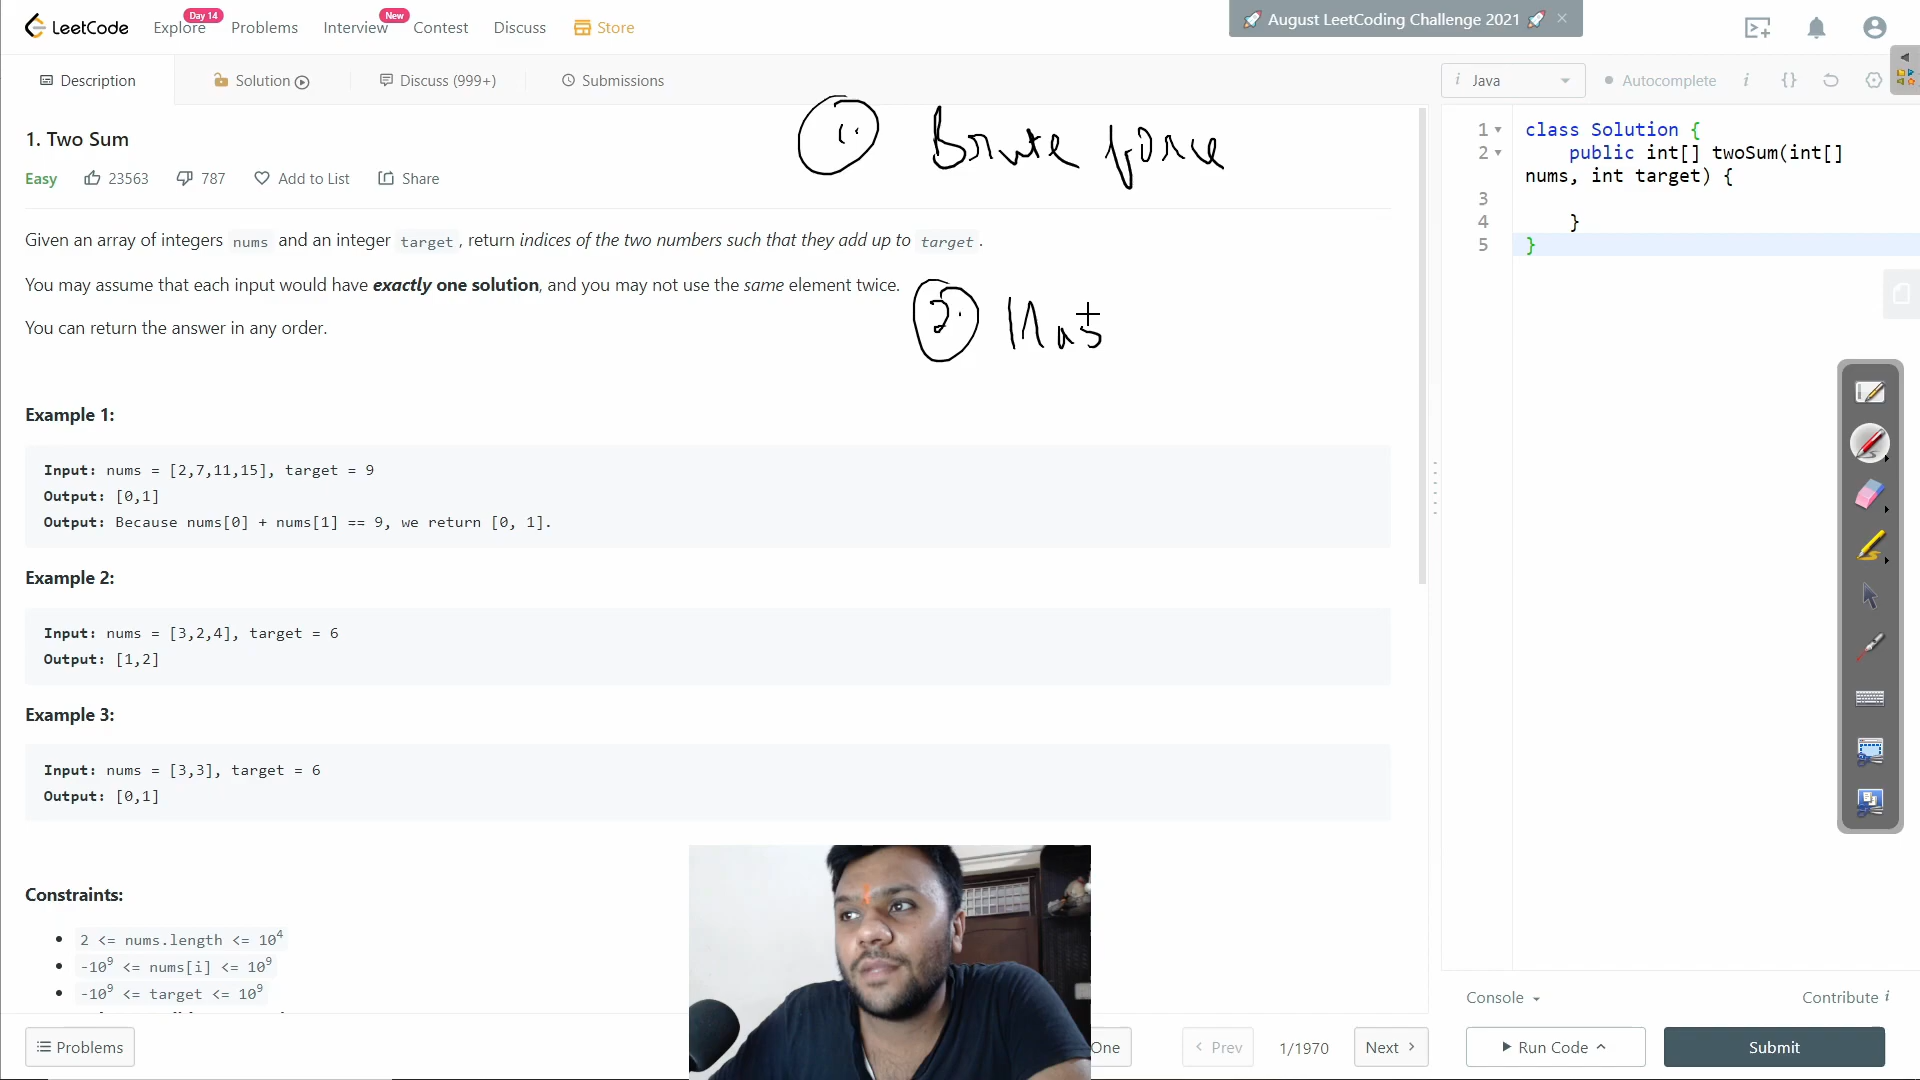 LeetCode Explore Day 14 Problems Interview New Contest Discuss Store
🚀 August LeetCoding Challenge 2021 🚀 ×
Description Solution Discuss (999+) Submissions
1. Two Sum
Easy 23563 787 Add to List Share
Given an array of integers nums and an integer target, return indices of the two numbers such that they add up to target.
You may assume that each input would have exactly one solution, and you may not use the same element twice.
You can return the answer in any order.
1. Brute force
2. Has
Example 1:
Input: nums = [2,7,11,15], target = 9
Output: [0,1]
Output: Because nums[0] + nums[1] == 9, we return [0, 1].
Example 2:
Input: nums = [3,2,4], target = 6
Output: [1,2]
Example 3:
Input: nums = [3,3], target = 6
Output: [0,1]
Constraints:
2 <= nums.length <= 10⁴
-10⁹ <= nums[i] <= 10⁹
-10⁹ <= target <= 10⁹
Problems One Prev 1/1970 Next
i Java Autocomplete i {}
1 class Solution {
2 public int[] twoSum(int[]
nums, int target) {
3
4 }
5 }
Console Contribute i
Run Code Submit